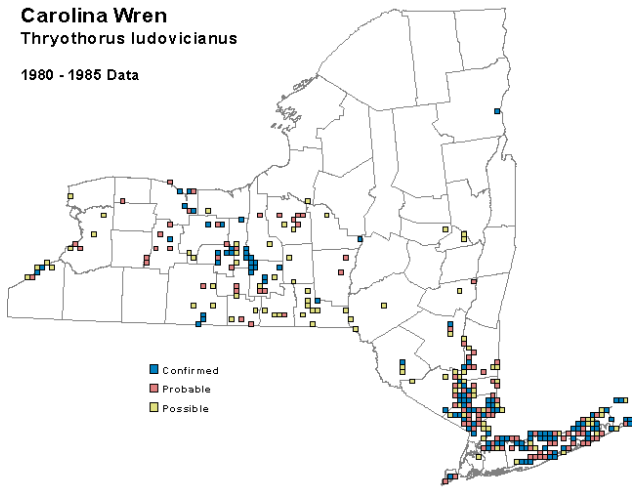 Carolina Wren
Thryothorus ludovicianus
1980 - 1985 Data
Confirmed
Probable
Possible